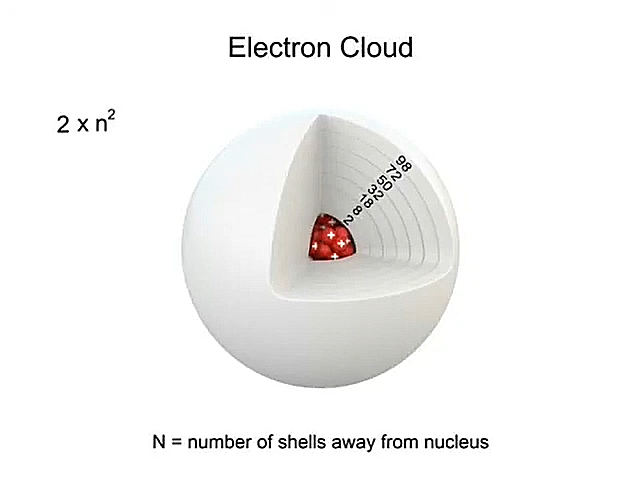 Electron Cloud
2 x n²
98
72
50
32
18
8
2
N = number of shells away from nucleus